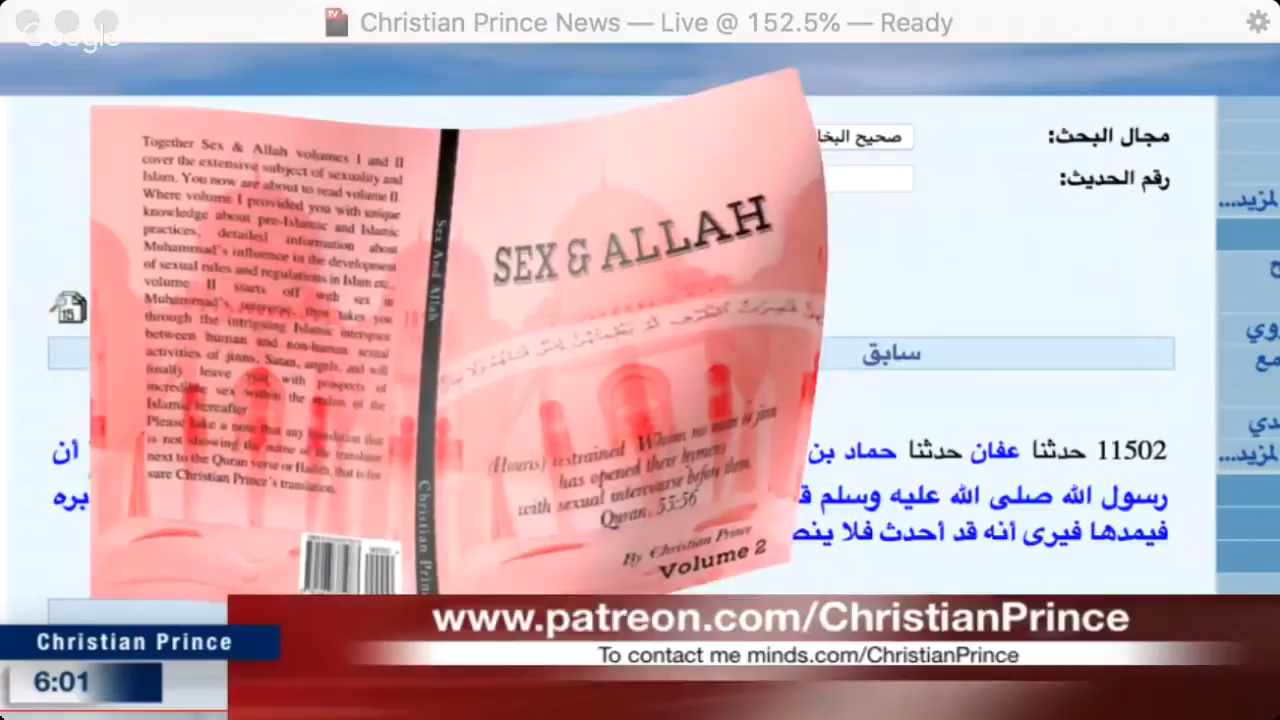 Christian Prince News — Live @ 152.5% — Ready
Google
مجال البحث:
صحيح البخا
رقم الحديث:
لمزيد...
سابق
وي
مع
دي
لمزيد...
11502 حدثنا عفان حدثنا حماد بن
أن
رسول الله صلى الله عليه وسلم
بره
فيمدها فيرى أنه قد أحدث فلا ينص
Together Sex & Allah volumes I and II
cover the extensive subject of sexuality and
Islam. You now are about to read volume II.
Where volume I provided you with unique
knowledge about pre-Islamic and Islamic
practices, detailed information about
Muhammad's influence in the development
of sexual rules and regulations in Islam etc.,
volume II starts off with sex in
Muhammad's universe, then takes you
through the intriguing Islamic interspace
between human and non-human sexual
activities of jinns, Satan, angels, and will
finally leave you with prospects of
incredible sex within the realm of the
Islamic hereafter
Please take a note that any translation that
is not showing the name of the translator
next to the Quran verse or Hadith, that is for
sure Christian Prince's translation.
Sex And Allah
Christian Prin
SEX & ALLAH
(Houris) restrained Whom no man or jinn
has opened their hymens
with sexual intercourse before them.
Quran, 55:56
By Christian Prince
Volume 2
www.patreon.com/ChristianPrince
To contact me minds.com/ChristianPrince
Christian Prince
6:01